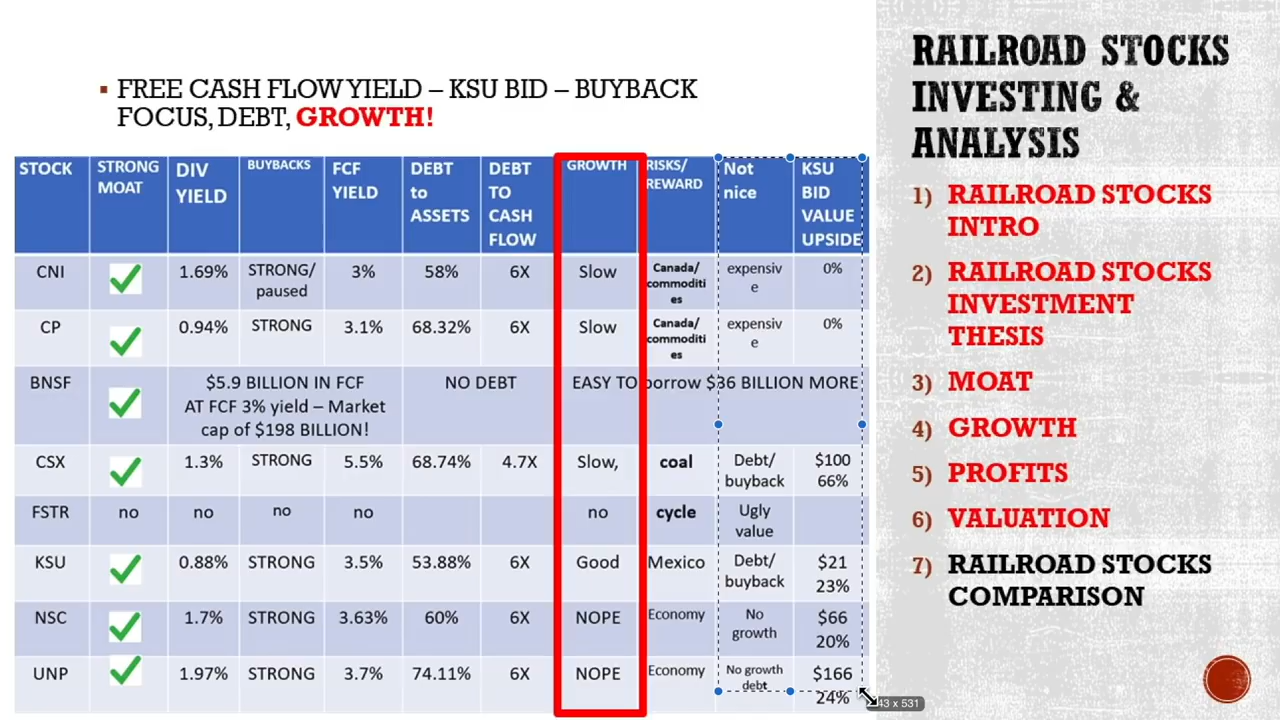 ▪ FREE CASH FLOW YIELD – KSU BID – BUYBACK
FOCUS, DEBT, GROWTH!
STOCK STRONG MOAT DIV YIELD BUYBACKS FCF YIELD DEBT to ASSETS DEBT TO CASH FLOW GROWTH RISKS/ REWARD Not nice KSU BID VALUE UPSIDE
CNI 1.69% STRONG/ paused 3% 58% 6X Slow Canada/ commoditi es expensiv e 0%
CP 0.94% STRONG 3.1% 68.32% 6X Slow Canada/ commoditi es expensiv e 0%
BNSF $5.9 BILLION IN FCF AT FCF 3% yield – Market cap of $198 BILLION! NO DEBT EASY TO borrow $36 BILLION MORE
CSX 1.3% STRONG 5.5% 68.74% 4.7X Slow, coal Debt/ buyback $100 66%
FSTR no no no no no cycle Ugly value
KSU 0.88% STRONG 3.5% 53.88% 6X Good Mexico Debt/ buyback $21 23%
NSC 1.7% STRONG 3.63% 60% 6X NOPE Economy No growth $66 20%
UNP 1.97% STRONG 3.7% 74.11% 6X NOPE Economy No growth debt $166 24%
RAILROAD STOCKS
INVESTING &
ANALYSIS
1) RAILROAD STOCKS
INTRO
2) RAILROAD STOCKS
INVESTMENT
THESIS
3) MOAT
4) GROWTH
5) PROFITS
6) VALUATION
7) RAILROAD STOCKS
COMPARISON